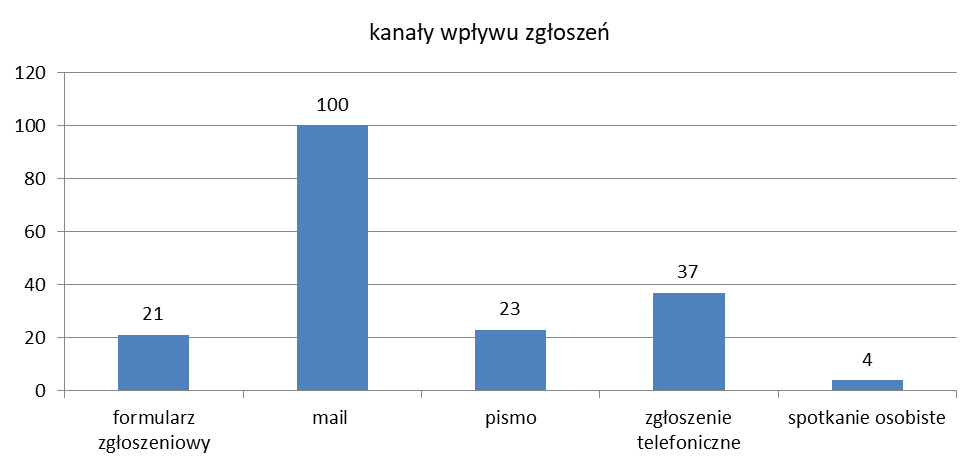 kanały wpływu zgłoszeń
120
100
80
60
40
20
0
21
100
23
37
4
formularz
zgłoszeniowy
mail
pismo
zgłoszenie
telefoniczne
spotkanie osobiste